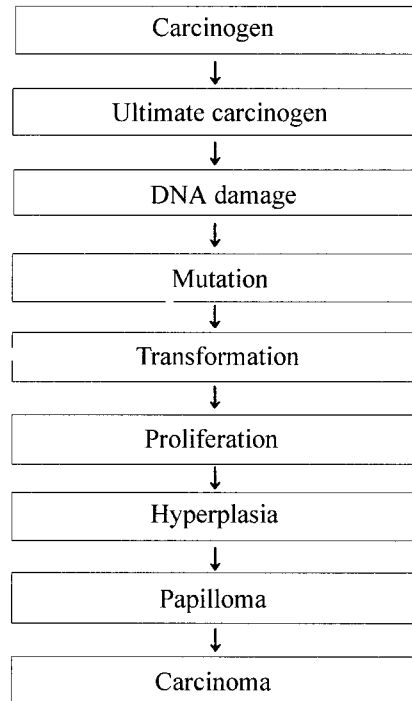 Carcinogen
Ultimate carcinogen
DNA damage
Mutation
Transformation
Proliferation
Hyperplasia
Papilloma
Carcinoma